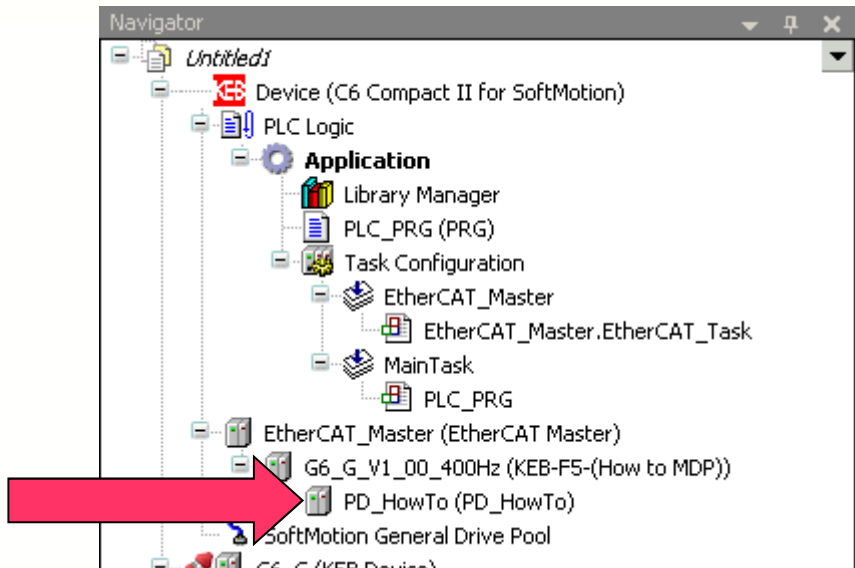 Navigator
Untitled1
KEB Device (C6 Compact II for SoftMotion)
PLC Logic
Application
Library Manager
PLC_PRG (PRG)
Task Configuration
EtherCAT_Master
EtherCAT_Master.EtherCAT_Task
MainTask
PLC_PRG
EtherCAT_Master (EtherCAT Master)
G6_G_V1_00_400Hz (KEB-F5-(How to MDP))
PD_HowTo (PD_HowTo)
SoftMotion General Drive Pool
(KEB Device)